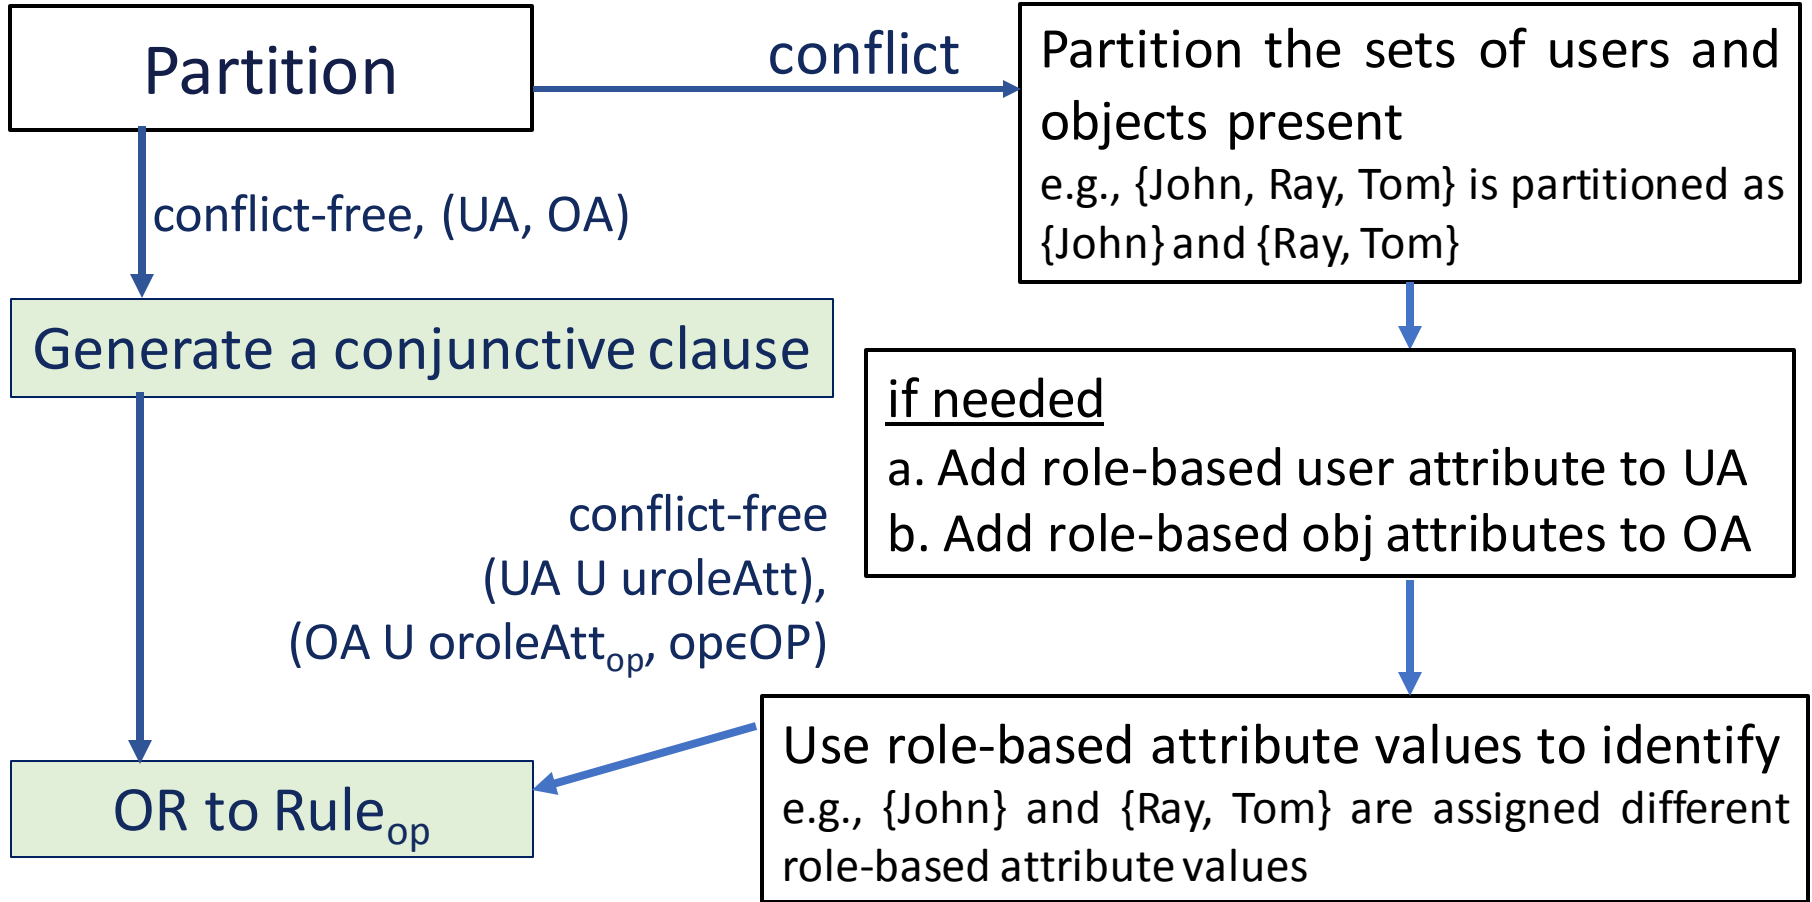 Partition
conflict
Partition the sets of users and
objects present
e.g., {John, Ray, Tom} is partitioned as
{John} and {Ray, Tom}
conflict-free, (UA, OA)
Generate a conjunctive clause
if needed
a. Add role-based user attribute to UA
b. Add role-based obj attributes to OA
conflict-free
(UA U uroleAtt),
(OA U oroleAttop, opϵOP)
Use role-based attribute values to identify
e.g., {John} and {Ray, Tom} are assigned different
role-based attribute values
OR to Ruleop